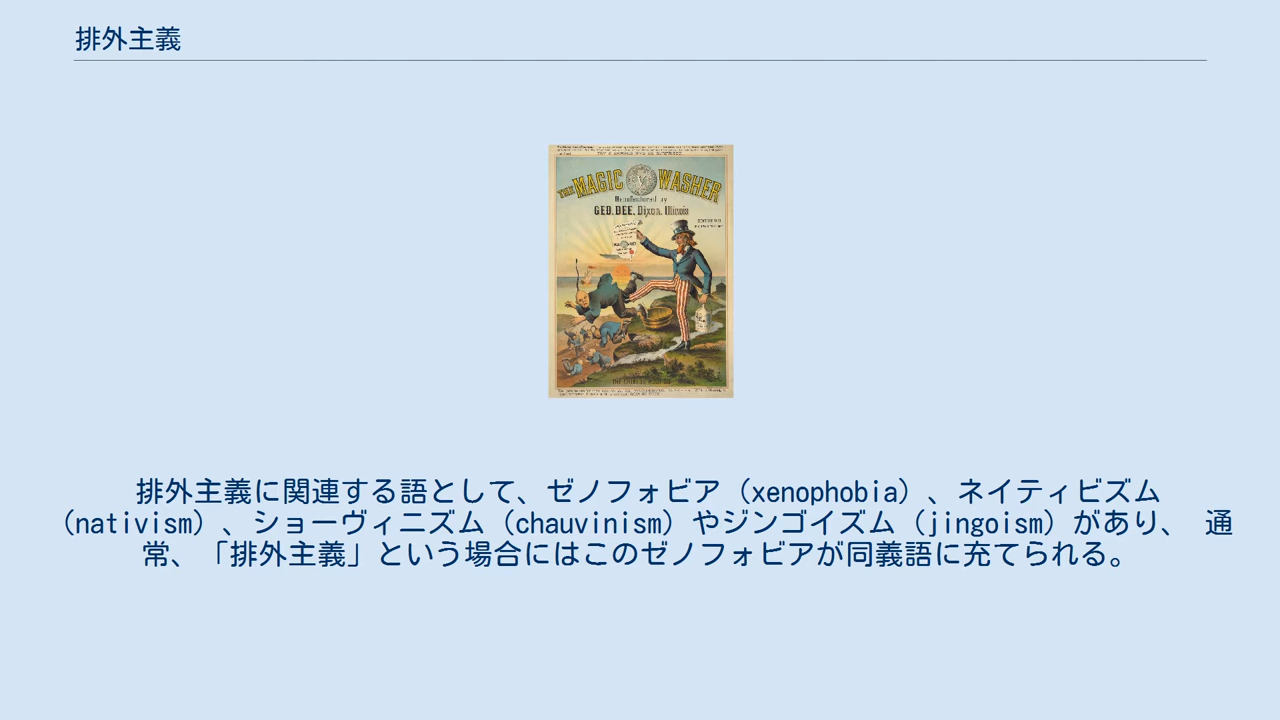 排外主義
THE MAGIC WASHER
Manufactured by
GEO. DEE. Dixon. Illinois
排外主義に関連する語として、ゼノフォビア（xenophobia）、ネイティビズム
（nativism）、ショーヴィニズム（chauvinism）やジンゴイズム（jingoism）があり、 通
常、「排外主義」という場合にはこのゼノフォビアが同義語に充てられる。